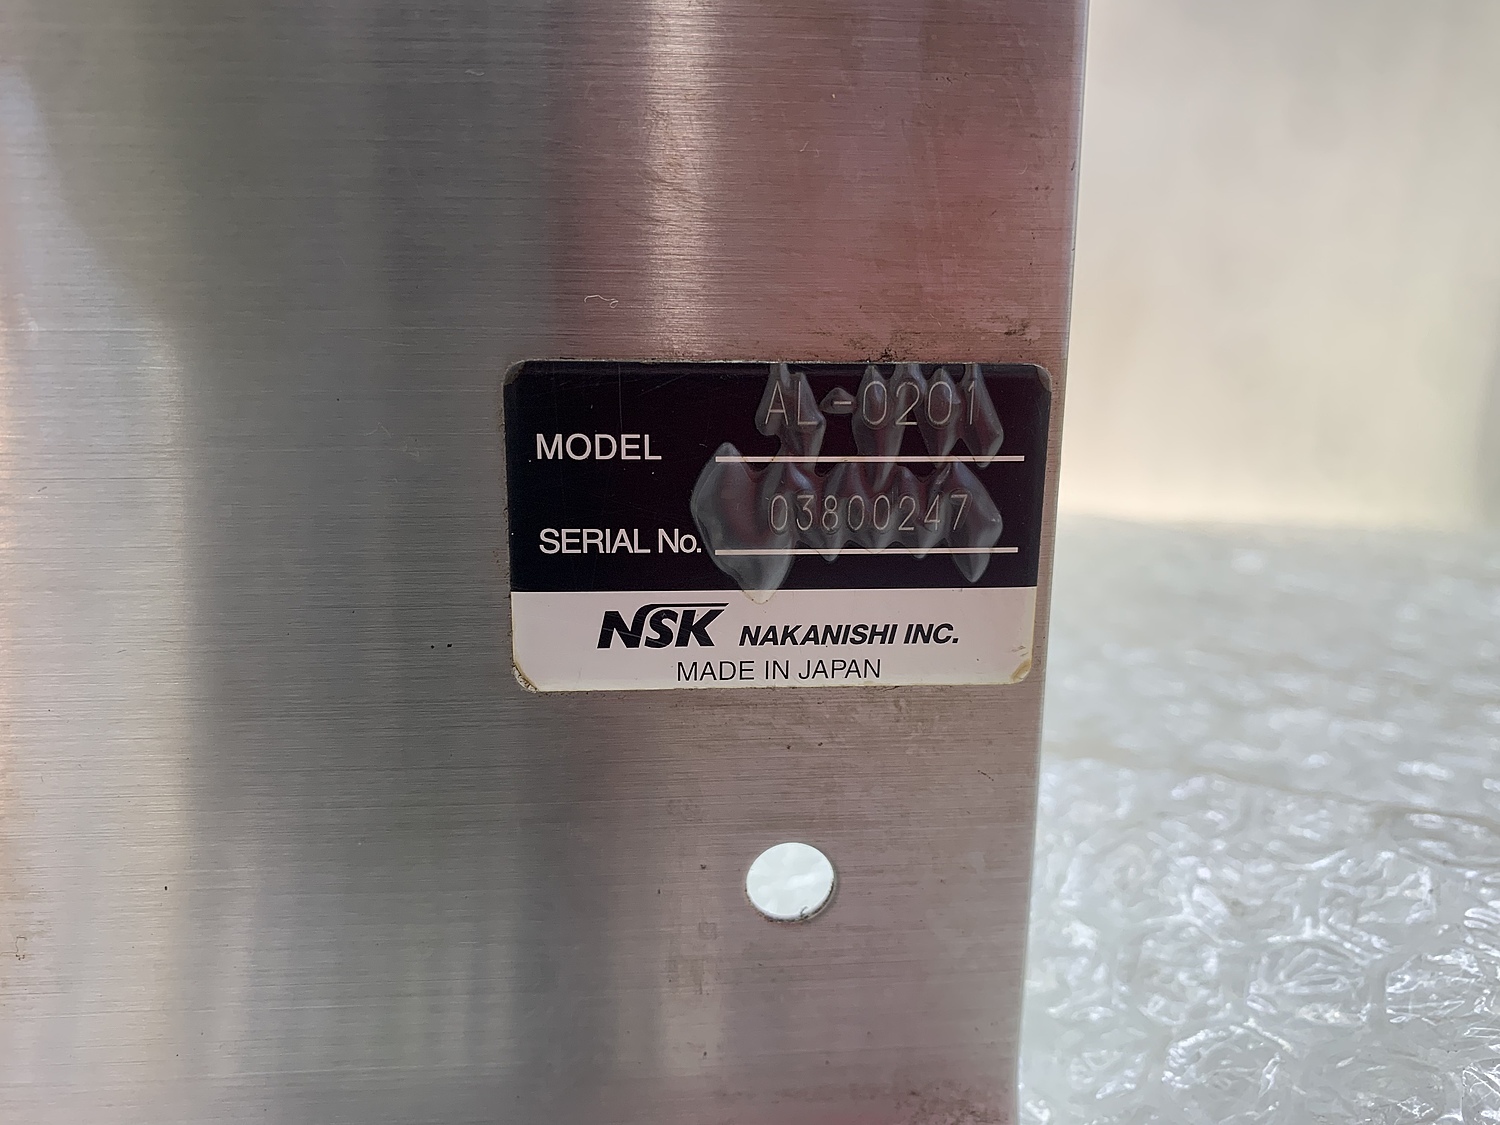 MODEL AL-0201
SERIAL No. 03800247
NSK NAKANISHI INC.
MADE IN JAPAN